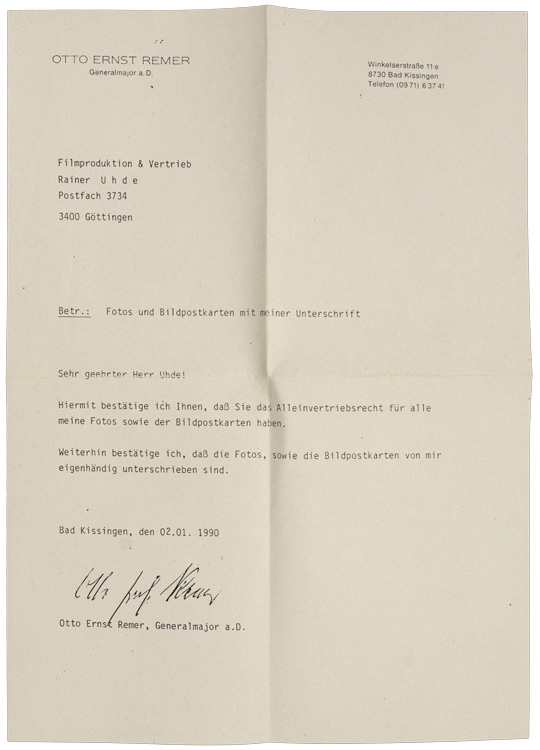 OTTO ERNST REMER
Generalmajor a. D.
Winkelserstraße 11 e
8730 Bad Kissingen
Telefon (09 71) 6 37 41
Filmproduktion & Vertrieb
Rainer U h d e
Postfach 3734
3400 Göttingen
Betr.: Fotos und Bildpostkarten mit meiner Unterschrift
Sehr geehrter Herr Uhde!
Hiermit bestätige ich Ihnen, daß Sie das Alleinvertriebsrecht für alle
meine Fotos sowie der Bildpostkarten haben.
Weiterhin bestätige ich, daß die Fotos, sowie die Bildpostkarten von mir
eigenhändig unterschrieben sind.
Bad Kissingen, den 02.01. 1990
Otto Ernst Remer
Otto Ernst Remer, Generalmajor a.D.